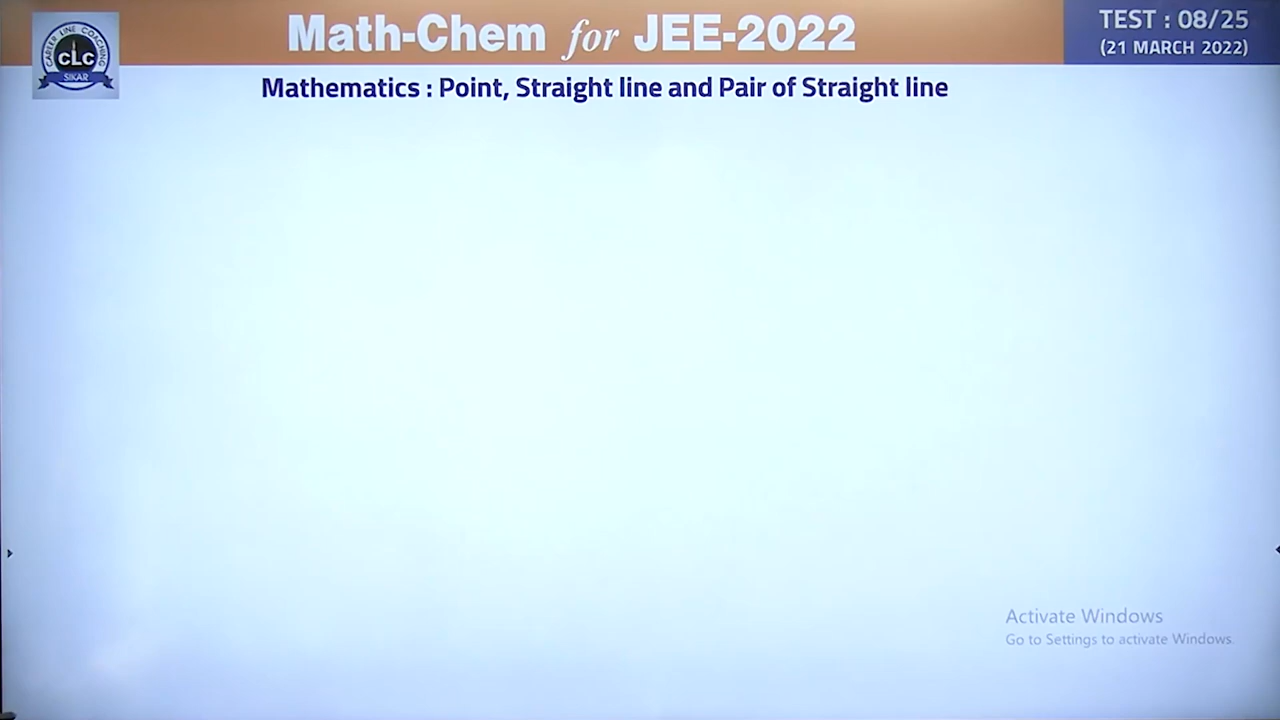 Math-Chem for JEE-2022
TEST : 08/25
(21 MARCH 2022)
CAREER LINE COACHING
CLC
SIKAR
Mathematics : Point, Straight line and Pair of Straight line
Activate Windows
Go to Settings to activate Windows.